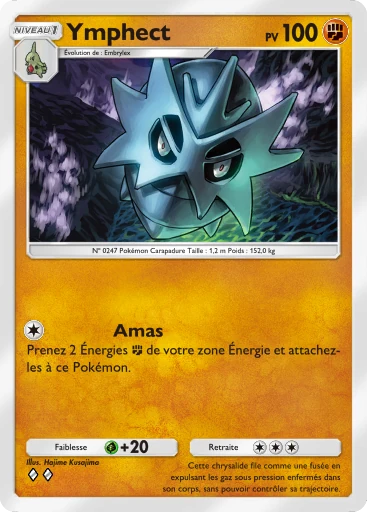 NIVEAU 1
Ymphect
PV 100
Évolution de : Embrylex
N° 0247 Pokémon Carapadure Taille : 1,2 m Poids : 152,0 kg
Amas
Prenez 2 Énergies de votre zone Énergie et attachez-
les à ce Pokémon.
Faiblesse +20
Retraite
Illus. Hajime Kusajima
Cette chrysalide file comme une fusée en
expulsant les gaz sous pression enfermés dans
son corps, sans pouvoir contrôler sa trajectoire.